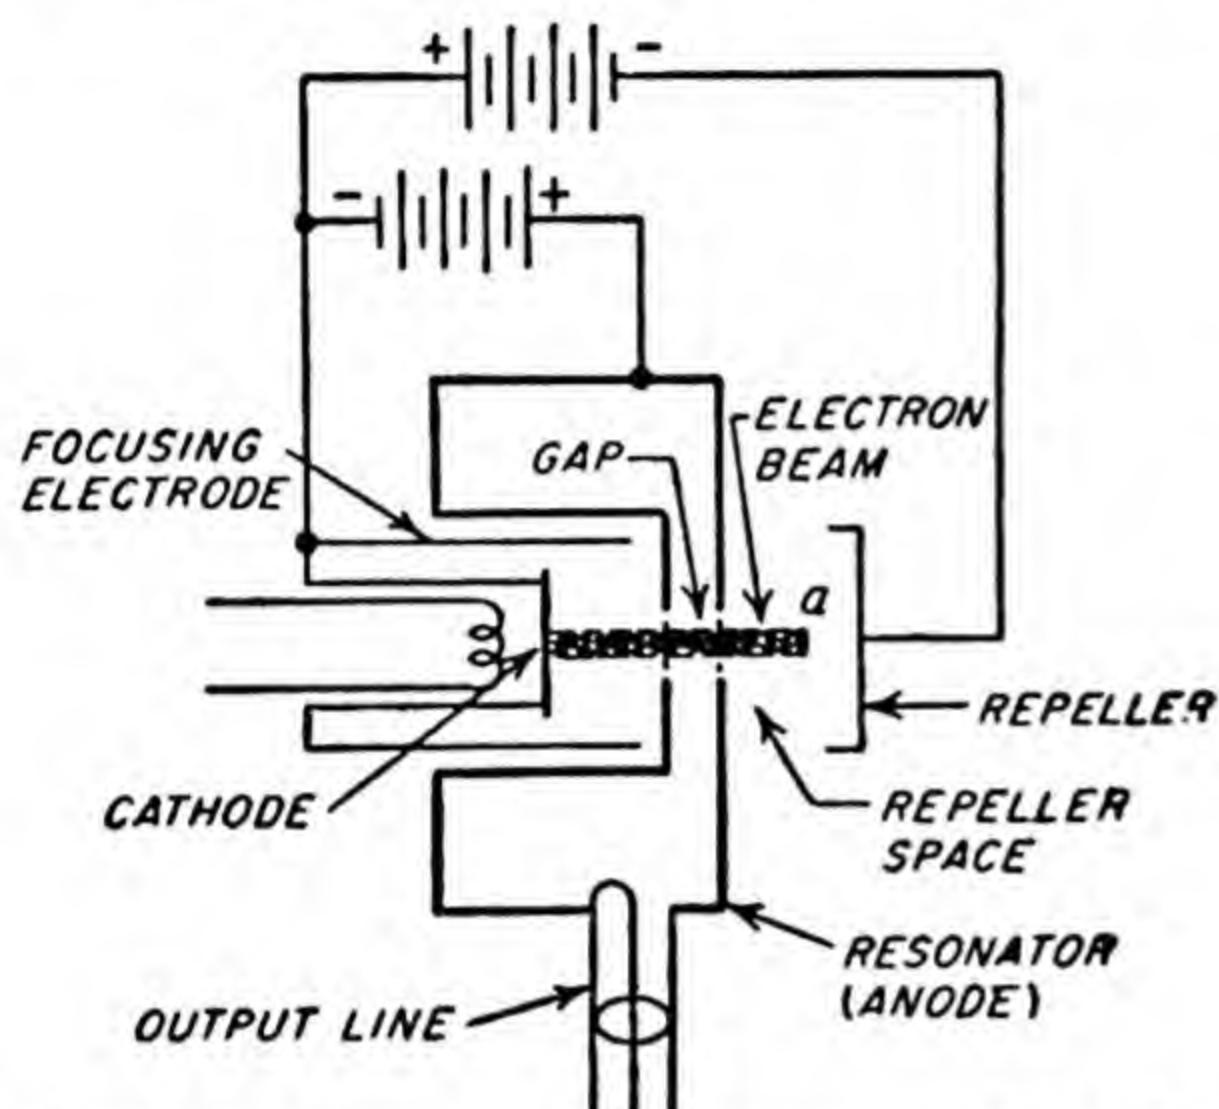 + -
- +
ELECTRON
BEAM
GAP
FOCUSING
ELECTRODE
a
REPELLER
CATHODE
REPELLER
SPACE
RESONATOR
(ANODE)
OUTPUT LINE